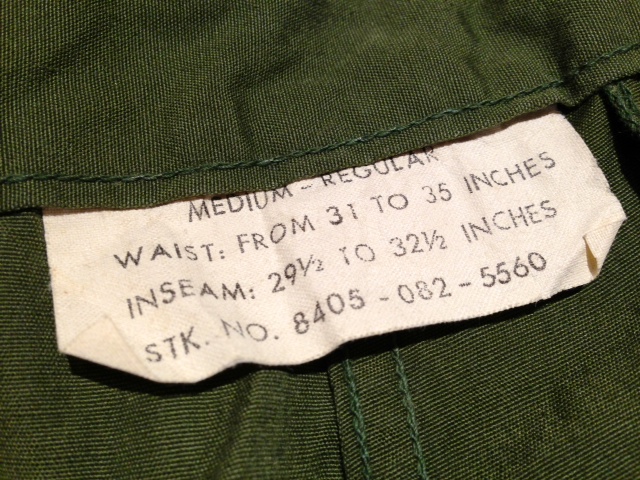 MEDIUM - REGULAR
WAIST: FROM 31 TO 35 INCHES
INSEAM: 29½ TO 32½ INCHES
STK. NO. 8405-082-5560